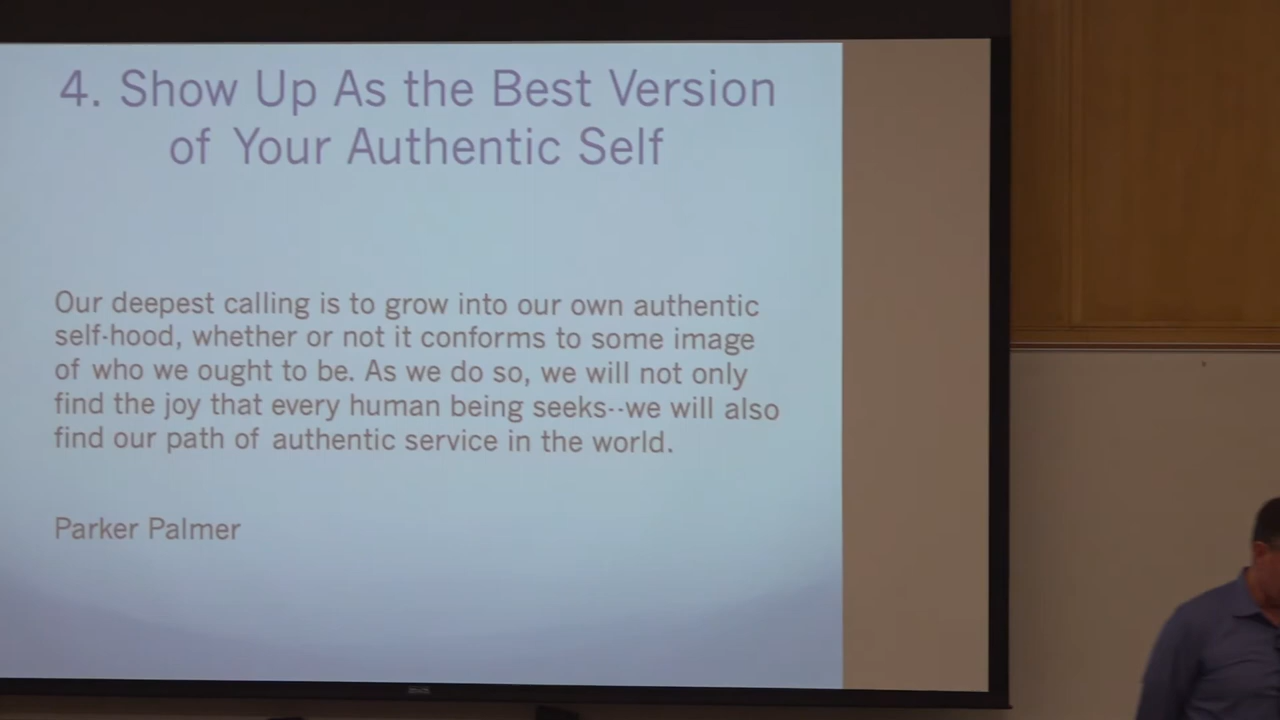 4. Show Up As the Best Version
of Your Authentic Self
Our deepest calling is to grow into our own authentic
self-hood, whether or not it conforms to some image
of who we ought to be. As we do so, we will not only
find the joy that every human being seeks--we will also
find our path of authentic service in the world.
Parker Palmer